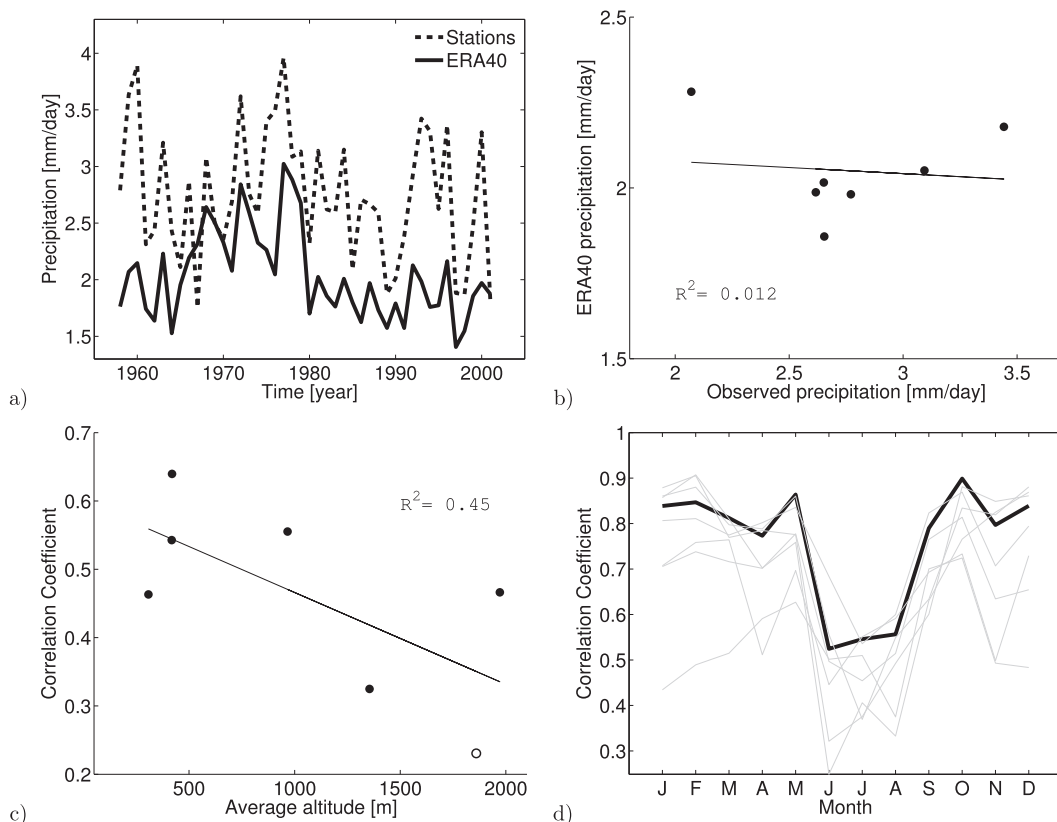 Stations
ERA40
4
3.5
3
2.5
2
1.5
Precipitation [mm/day]
1960 1970 1980 1990 2000
Time [year]
a)
2.5
2
1.5
ERA40 precipitation [mm/day]
R²= 0.012
2 2.5 3 3.5
Observed precipitation [mm/day]
b)
0.7
0.6
0.5
0.4
0.3
0.2
Correlation Coefficient
R²= 0.45
500 1000 1500 2000
Average altitude [m]
c)
1
0.9
0.8
0.7
0.6
0.5
0.4
0.3
Correlation Coefficient
J F M A M J J A S O N D
Month
d)